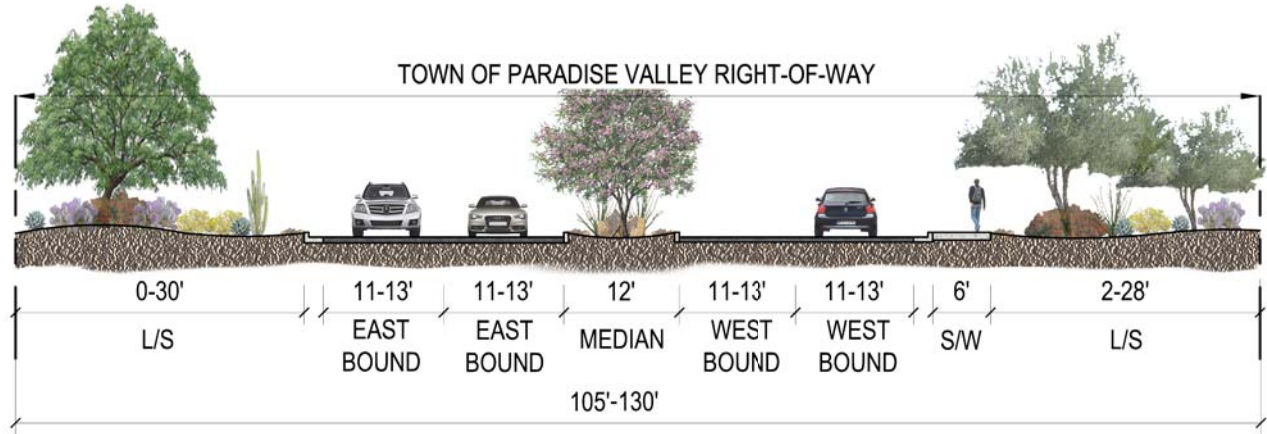 TOWN OF PARADISE VALLEY RIGHT-OF-WAY
0-30' 11-13' 11-13' 12' 11-13' 11-13' 6' 2-28'
L/S EAST BOUND EAST BOUND MEDIAN WEST BOUND WEST BOUND S/W L/S
105'-130'